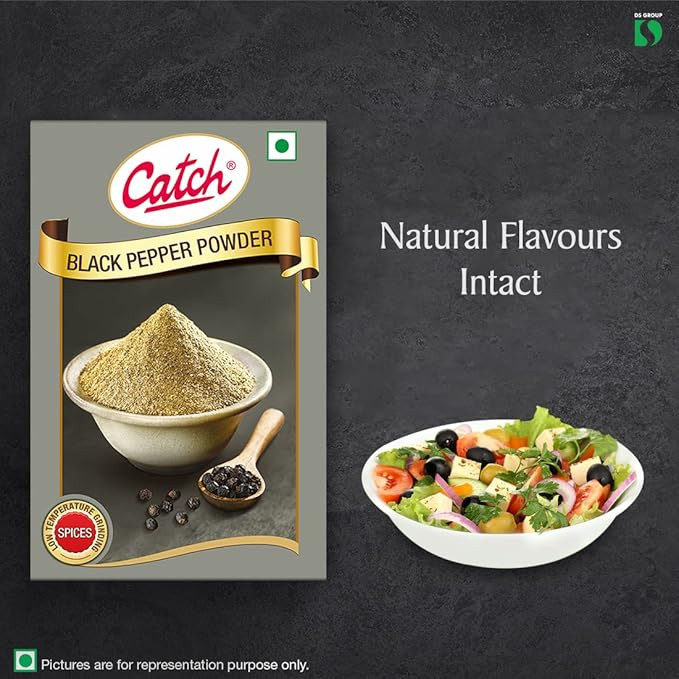 DS GROUP
Catch®
BLACK PEPPER POWDER
Natural Flavours
Intact
LOW TEMPERATURE GRINDING
SPICES
Pictures are for representation purpose only.